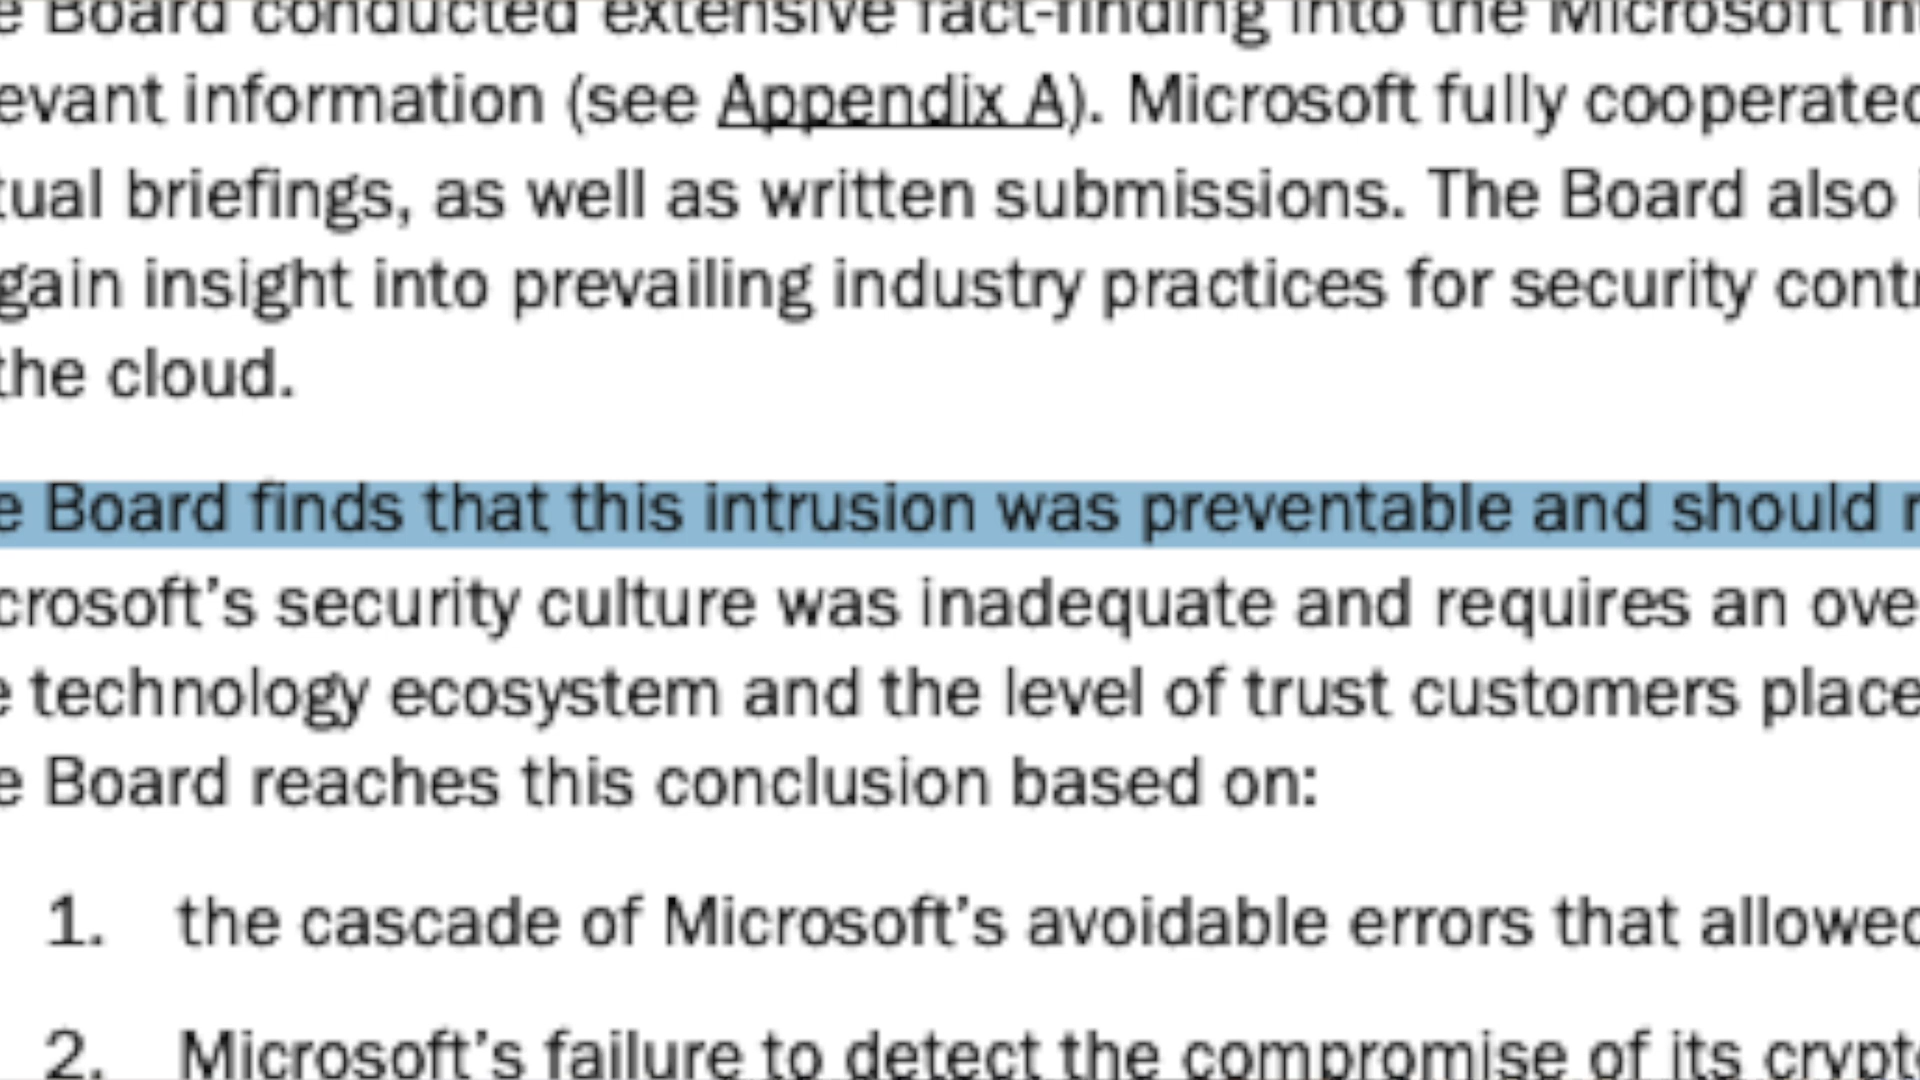 e Board conducted extensive fact-finding into the Microsoft in
evant information (see Appendix A). Microsoft fully cooperated
tual briefings, as well as written submissions. The Board also i
gain insight into prevailing industry practices for security contr
the cloud.
e Board finds that this intrusion was preventable and should n
crosoft’s security culture was inadequate and requires an ove
e technology ecosystem and the level of trust customers place
e Board reaches this conclusion based on:
1. the cascade of Microsoft’s avoidable errors that allowed
2. Microsoft’s failure to detect the compromise of its crypto